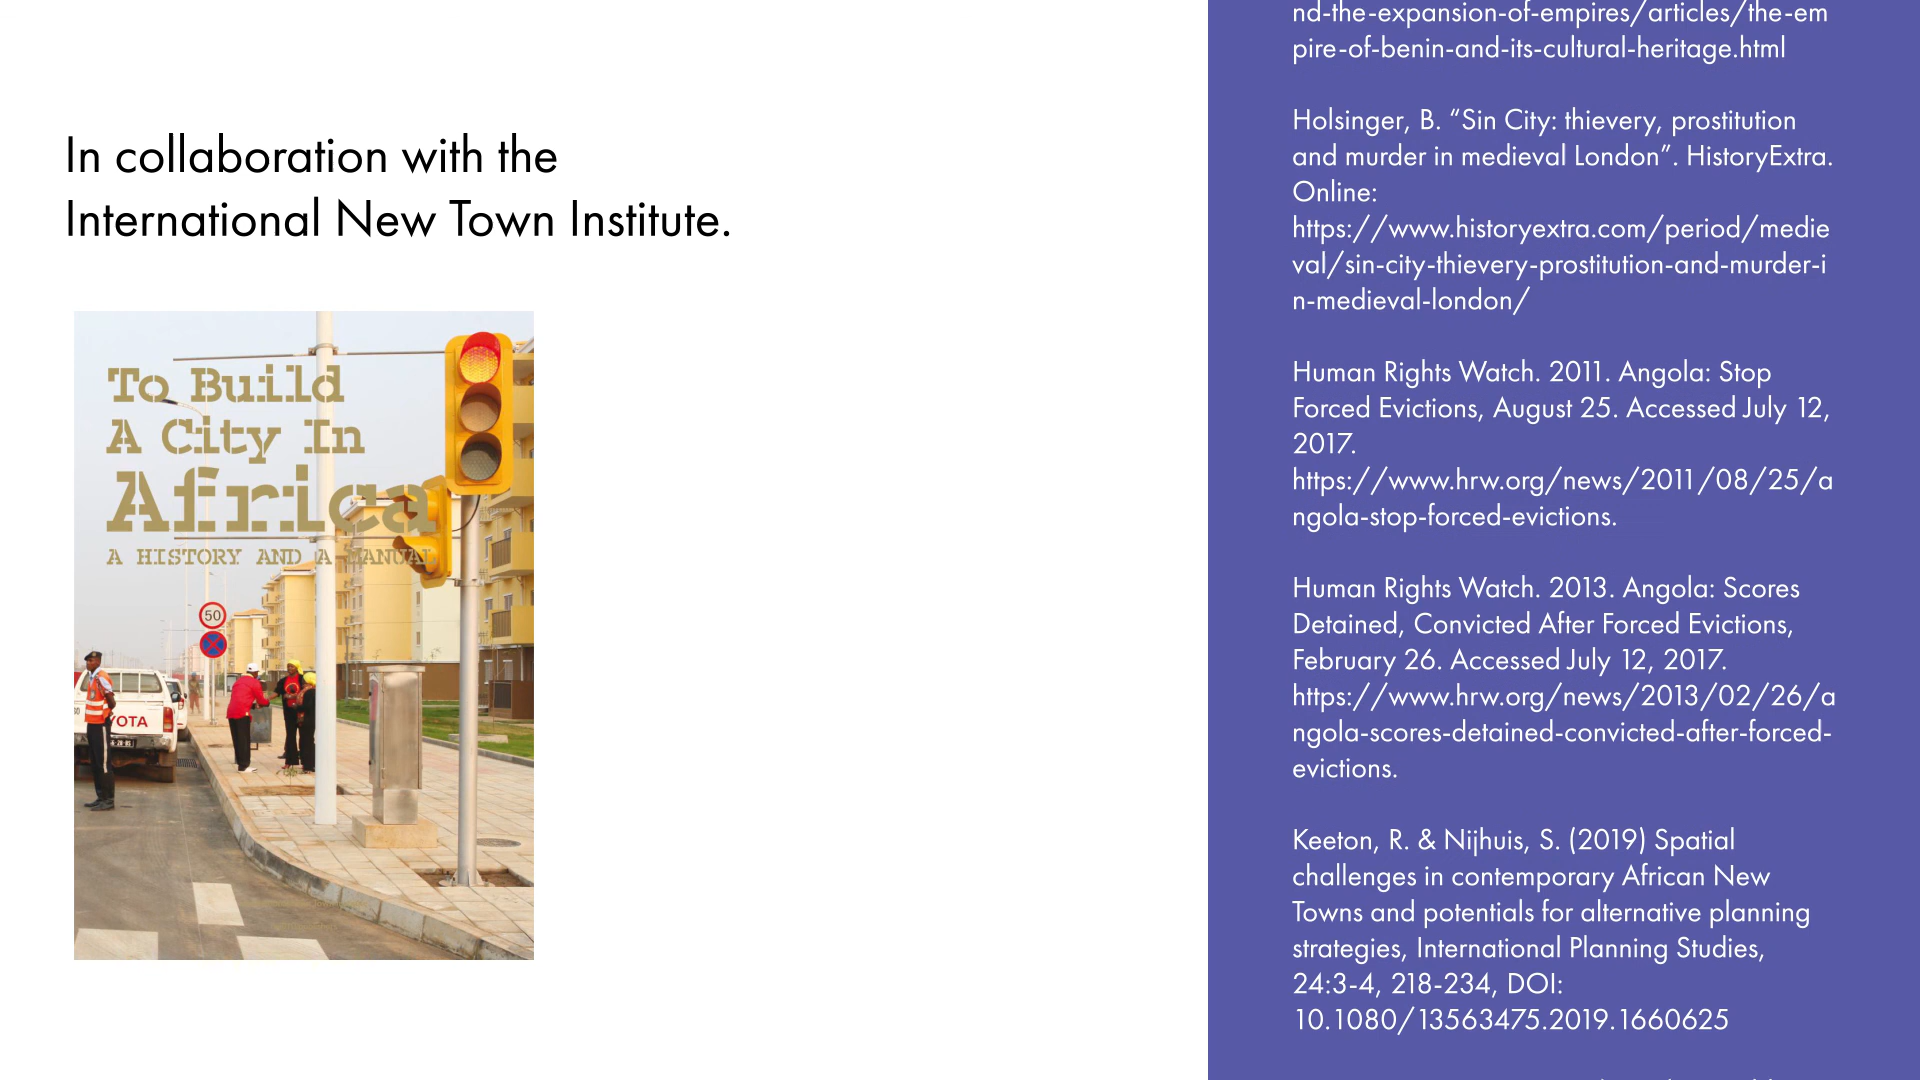 In collaboration with the
International New Town Institute.
To Build
A City In
Africa
A HISTORY AND A MANUAL
50
YOTA
nd-the-expansion-of-empires/articles/the-em
pire-of-benin-and-its-cultural-heritage.html
Holsinger, B. “Sin City: thievery, prostitution
and murder in medieval London”. HistoryExtra.
Online:
https://www.historyextra.com/period/medie
val/sin-city-thievery-prostitution-and-murder-i
n-medieval-london/
Human Rights Watch. 2011. Angola: Stop
Forced Evictions, August 25. Accessed July 12,
2017.
https://www.hrw.org/news/2011/08/25/a
ngola-stop-forced-evictions.
Human Rights Watch. 2013. Angola: Scores
Detained, Convicted After Forced Evictions,
February 26. Accessed July 12, 2017.
https://www.hrw.org/news/2013/02/26/a
ngola-scores-detained-convicted-after-forced-
evictions.
Keeton, R. & Nijhuis, S. (2019) Spatial
challenges in contemporary African New
Towns and potentials for alternative planning
strategies, International Planning Studies,
24:3-4, 218-234, DOI:
10.1080/13563475.2019.1660625